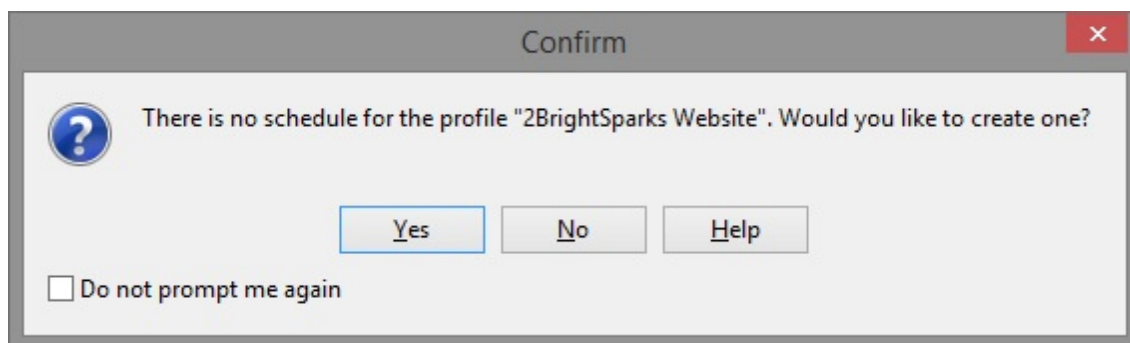 Confirm
There is no schedule for the profile "2BrightSparks Website". Would you like to create one?
Yes
No
Help
Do not prompt me again